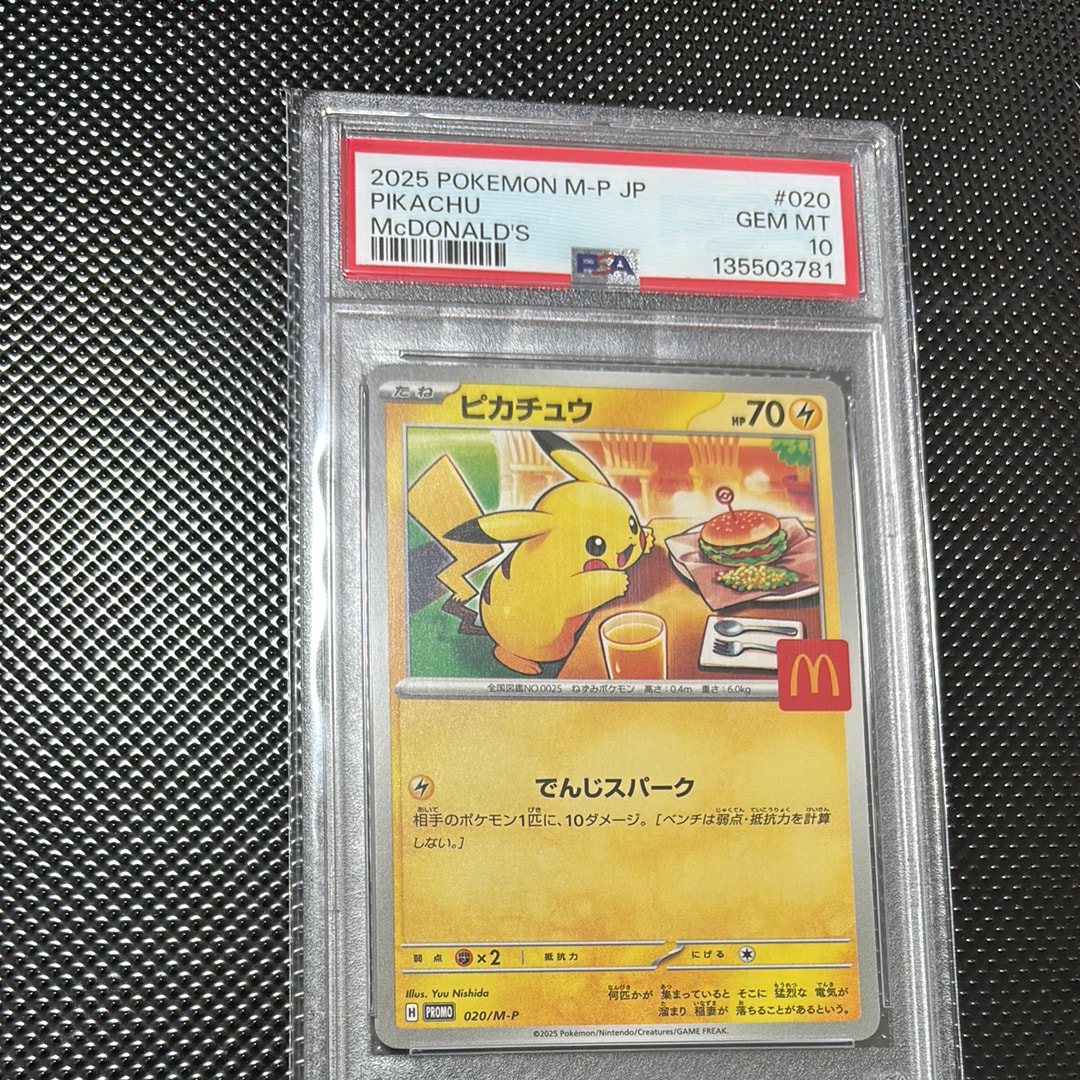 2025 POKEMON M-P JP
#020
PIKACHU
GEM MT
McDONALD'S
10
PSA
135503781
たね
ピカチュウ
HP70
全国図鑑NO.0025 ねずみポケモン 高さ:0.4m 重さ:6.0kg
でんじスパーク
相手のポケモン1匹に、10ダメージ。[ベンチは弱点・抵抗力を計算
しない。]
弱点 ×2 抵抗力 にげる
Illus. Yuu Nishida
何匹かが 集まっていると そこに 猛烈な 電気が
溜まり 稲妻が 落ちることがあるという。
H PROMO 020/M-P
©2025 Pokémon/Nintendo/Creatures/GAME FREAK.